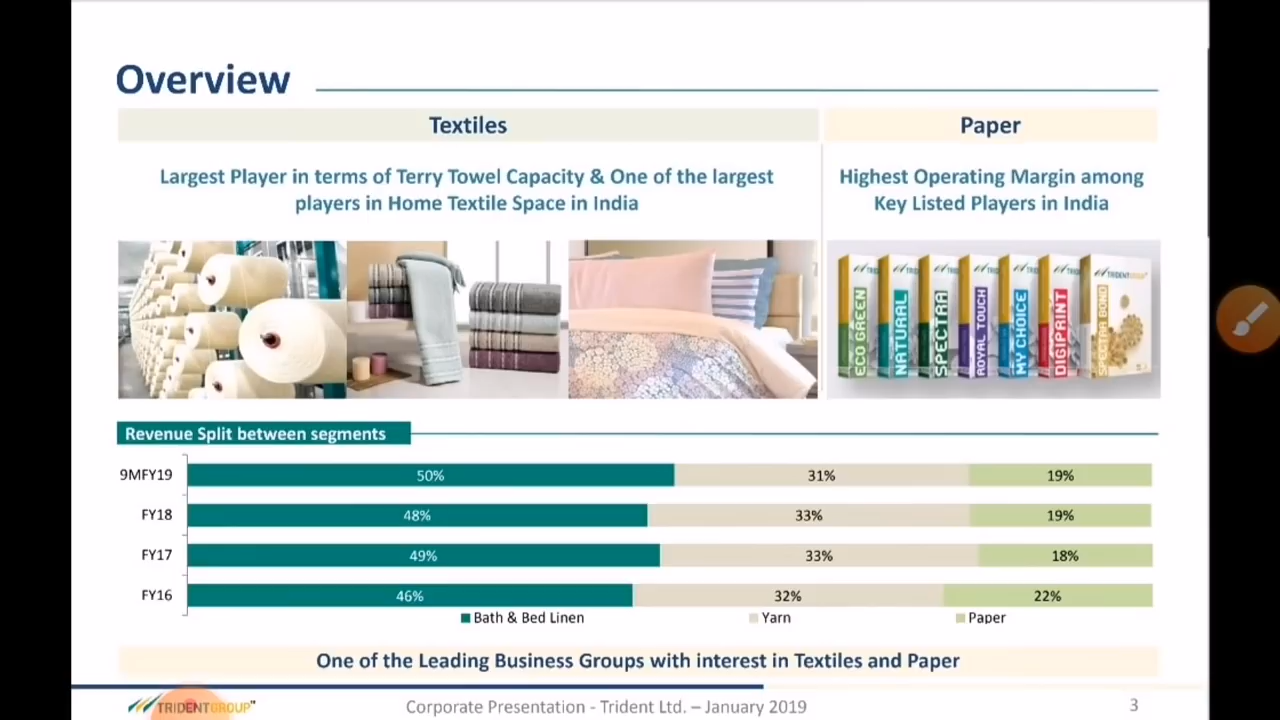 Overview
Textiles
Paper
Largest Player in terms of Terry Towel Capacity & One of the largest
players in Home Textile Space in India
Highest Operating Margin among
Key Listed Players in India
ECO GREEN
NATURAL
SPECTRA
ROYAL TOUCH
MY CHOICE
DIGIPRINT
SPECTRA BOND
TRIDENTGROUP
Revenue Split between segments
9MFY19 50% 31% 19%
FY18 48% 33% 19%
FY17 49% 33% 18%
FY16 46% 32% 22%
Bath & Bed Linen Yarn Paper
One of the Leading Business Groups with interest in Textiles and Paper
TRIDENTGROUP™ Corporate Presentation - Trident Ltd. – January 2019 3